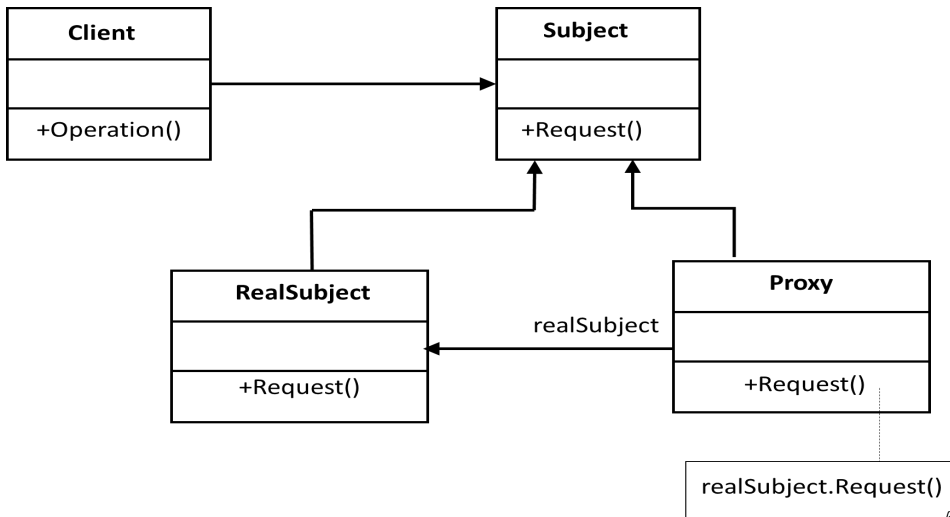 Client
Subject
+Operation()
+Request()
RealSubject
Proxy
realSubject
+Request()
+Request()
realSubject.Request()